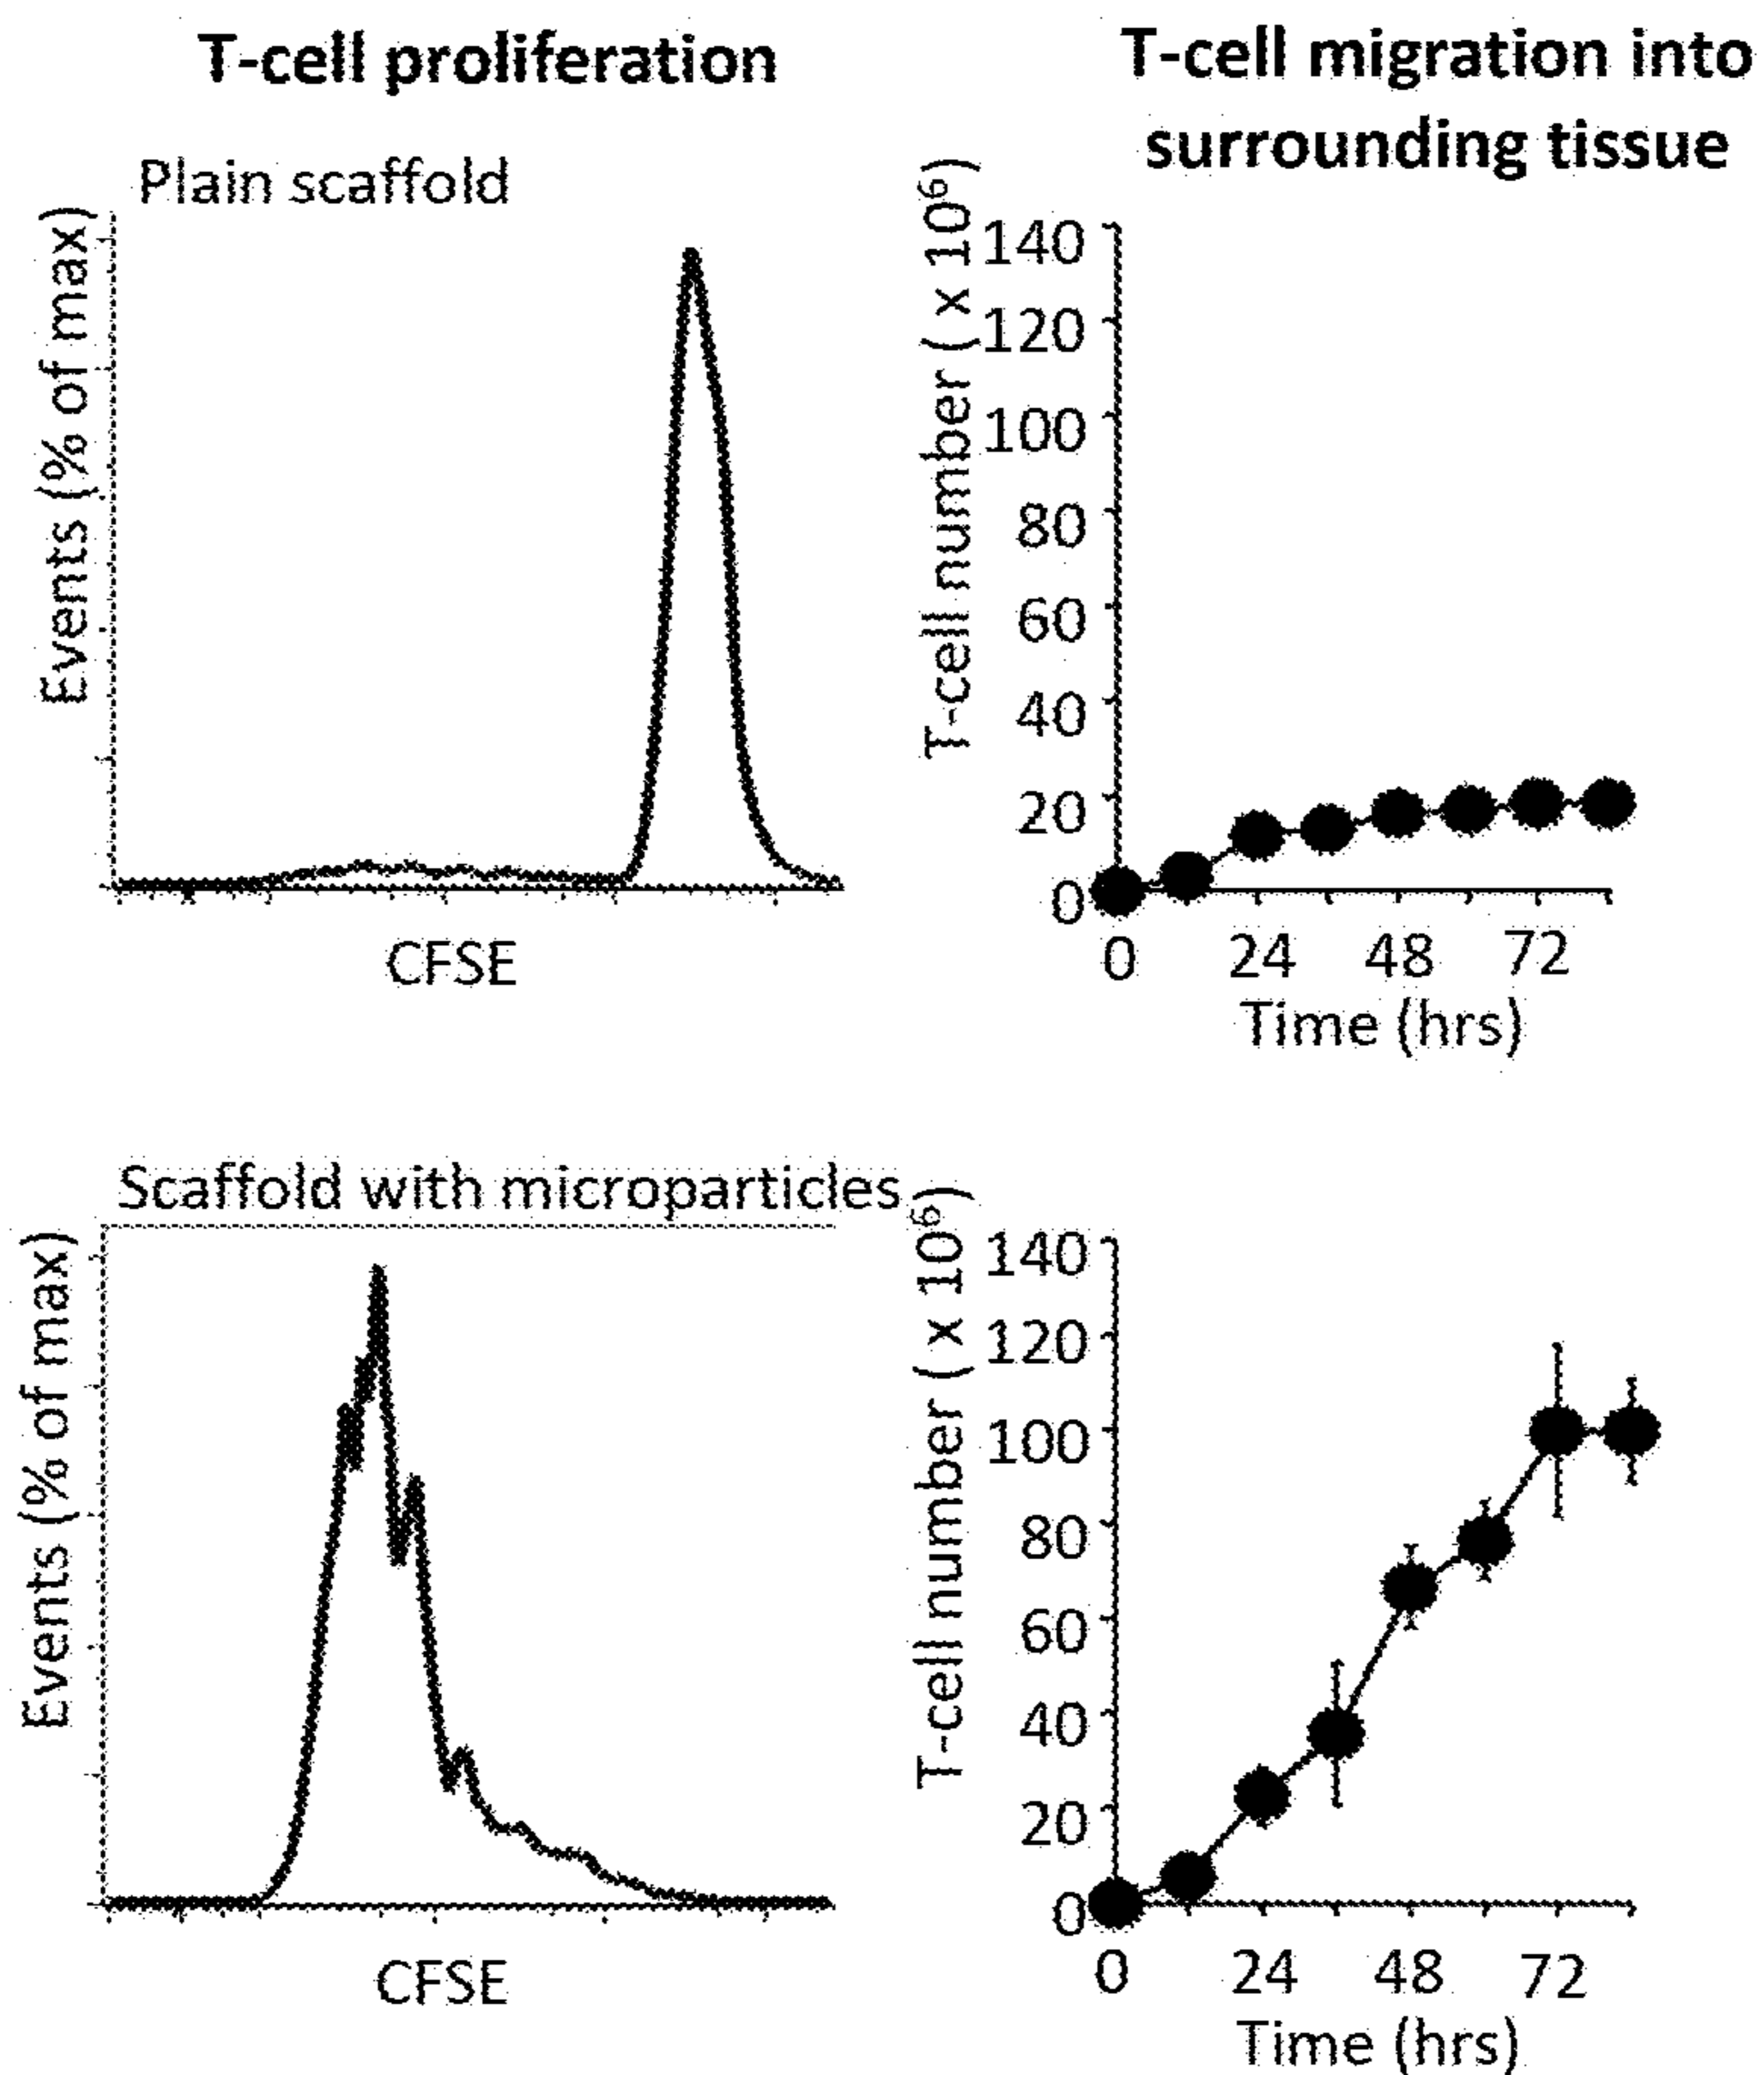 T-cell proliferation
T-cell migration into
surrounding tissue
Plain scaffold
Events (% of max)
CFSE
T-cell number ( x 10⁶)
140
120
100
80
60
40
20
0
0 24 48 72
Time (hrs)
Scaffold with microparticles
Events (% of max)
CFSE
T-cell number ( x 10⁶)
140
120
100
80
60
40
20
0
0 24 48 72
Time (hrs)